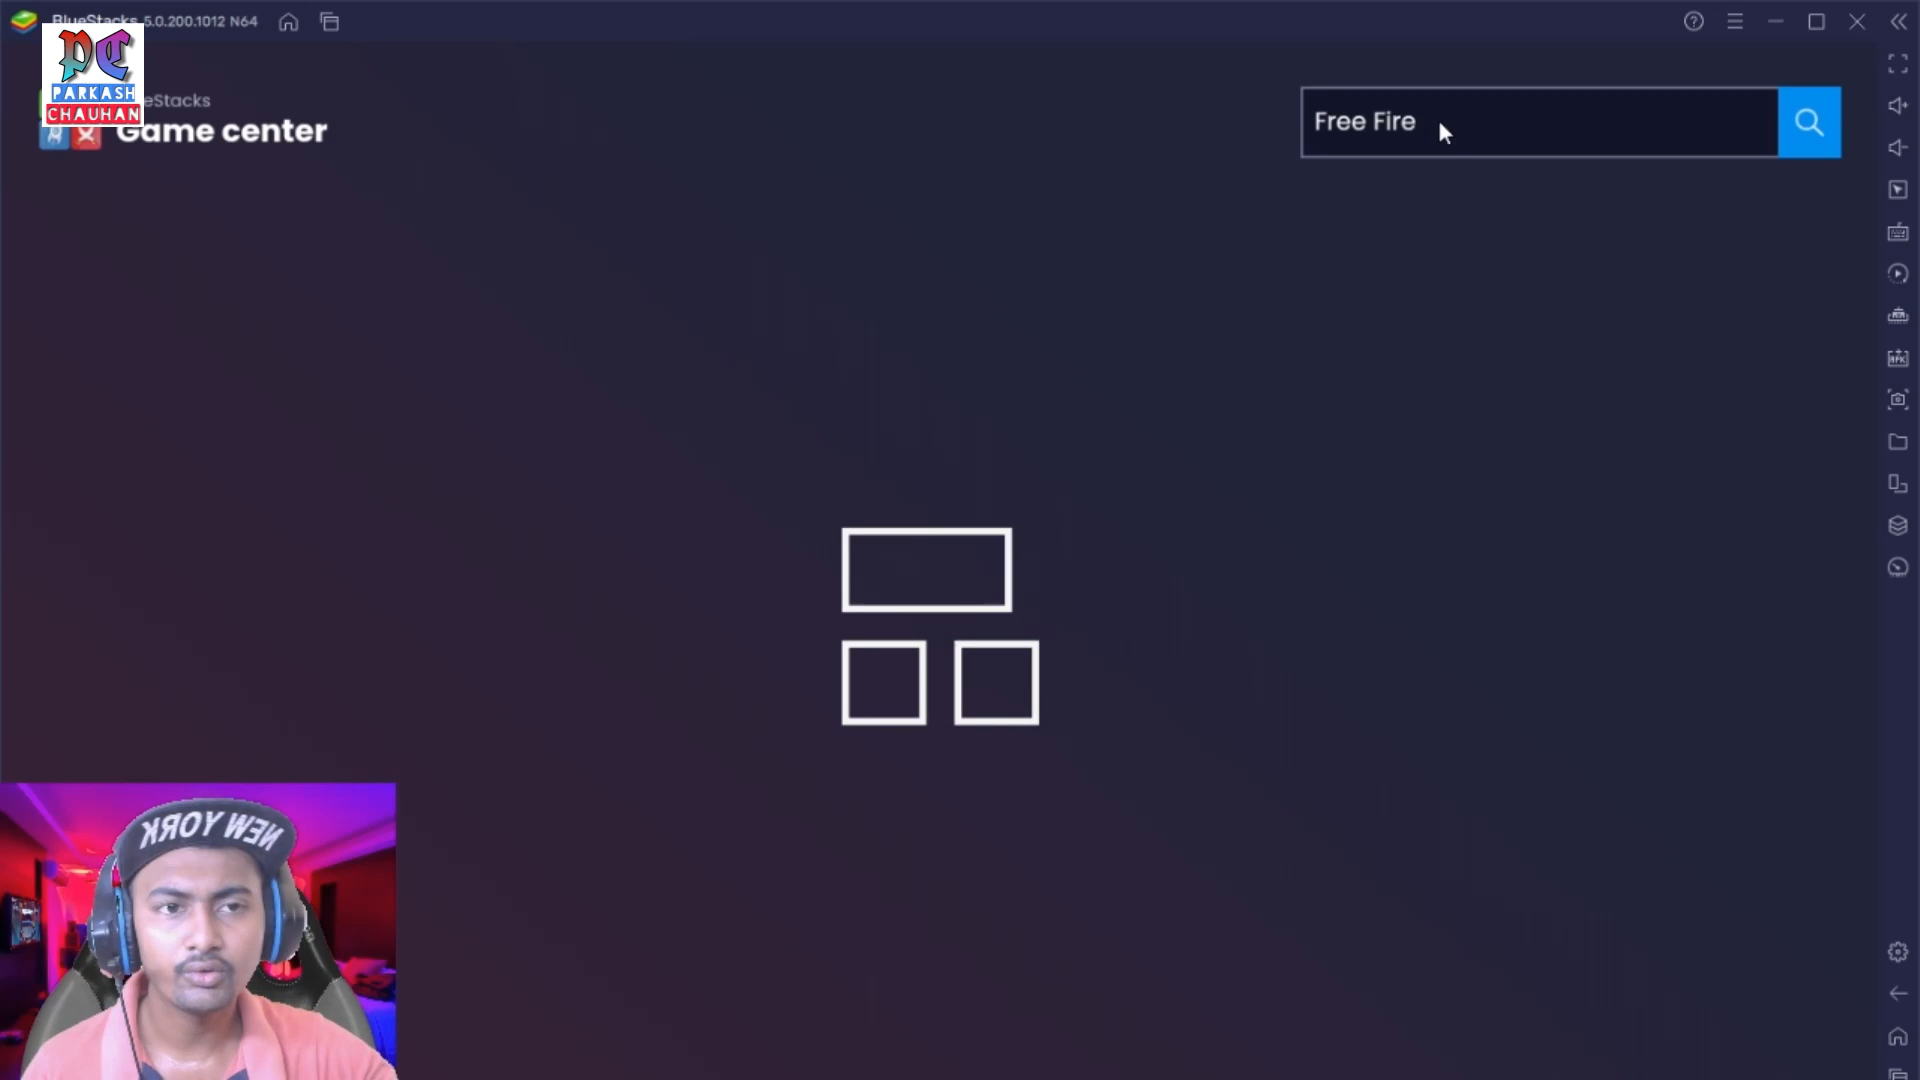 BlueStacks 5.0.200.1012 N64
PC
PARKASH
CHAUHAN
eStacks
Game center
Free Fire
NEW YORK